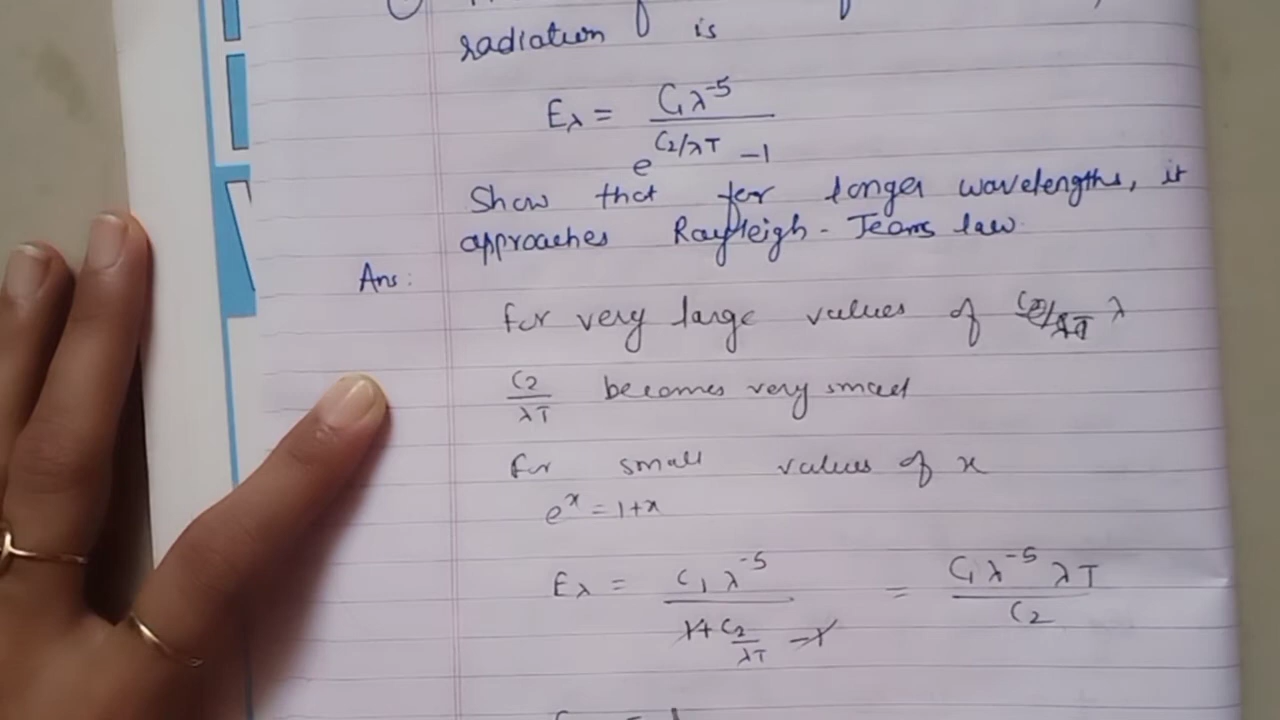 radiation is
Eλ = C₁λ⁻⁵ / e^(C₂/λT) - 1
Show that for longer wavelengths, it
approaches Rayleigh - Jeans law.
Ans:
for very large values of λ
C₂/λT becomes very small
for small values of x
eˣ = 1+x
Eλ = C₁λ⁻⁵ / 1 + C₂/λT - 1 = C₁λ⁻⁵ λT / C₂